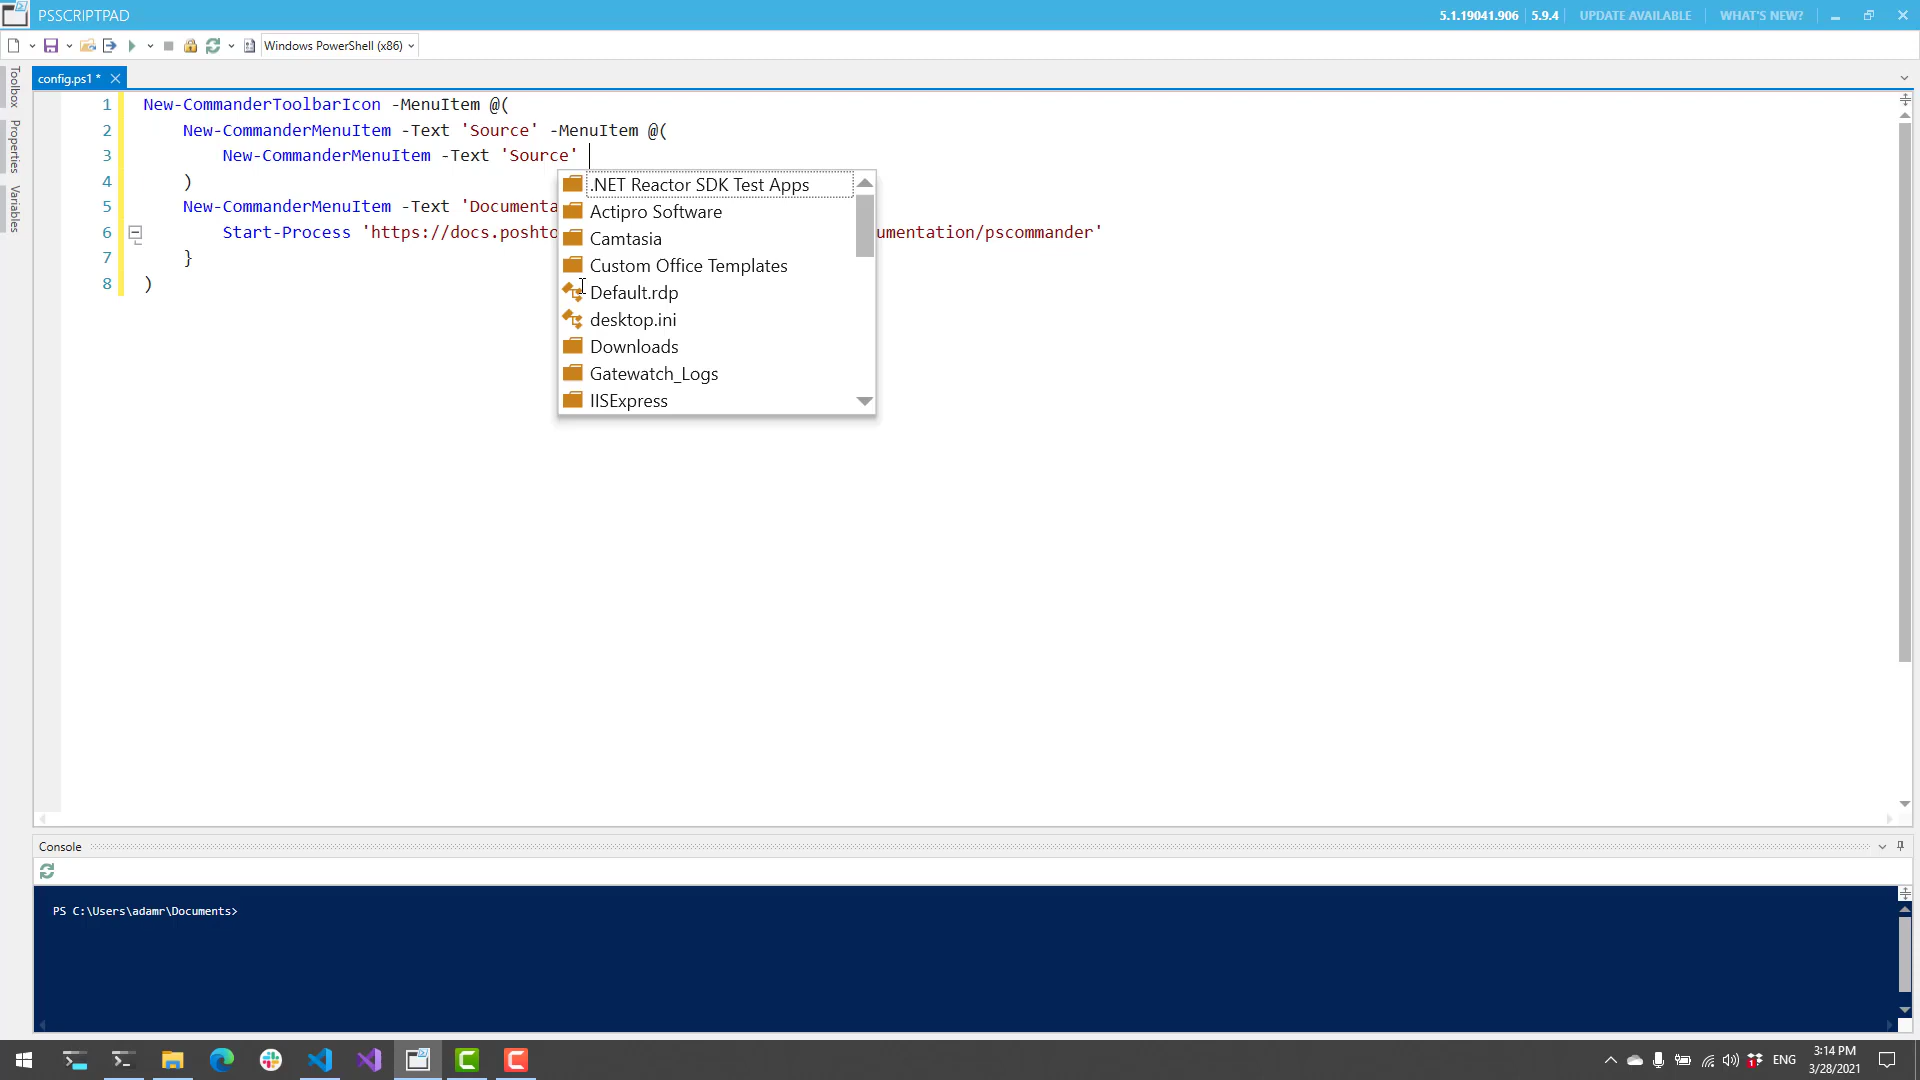 PSSCRIPTPAD
5.1.19041.906 5.9.4 UPDATE AVAILABLE WHAT'S NEW?
Windows PowerShell (x86)
Toolbox
Properties
Variables
config.ps1 *
1 New-CommanderToolbarIcon -MenuItem @(
2 New-CommanderMenuItem -Text 'Source' -MenuItem @(
3 New-CommanderMenuItem -Text 'Source'
4 )
5 New-CommanderMenuItem -Text 'Documenta
6 Start-Process 'https://docs.poshto umentation/pscommander'
7 }
8 )
.NET Reactor SDK Test Apps
Actipro Software
Camtasia
Custom Office Templates
Default.rdp
desktop.ini
Downloads
Gatewatch_Logs
IISExpress
Console
PS C:\Users\adamr\Documents>
ENG
3:14 PM
3/28/2021